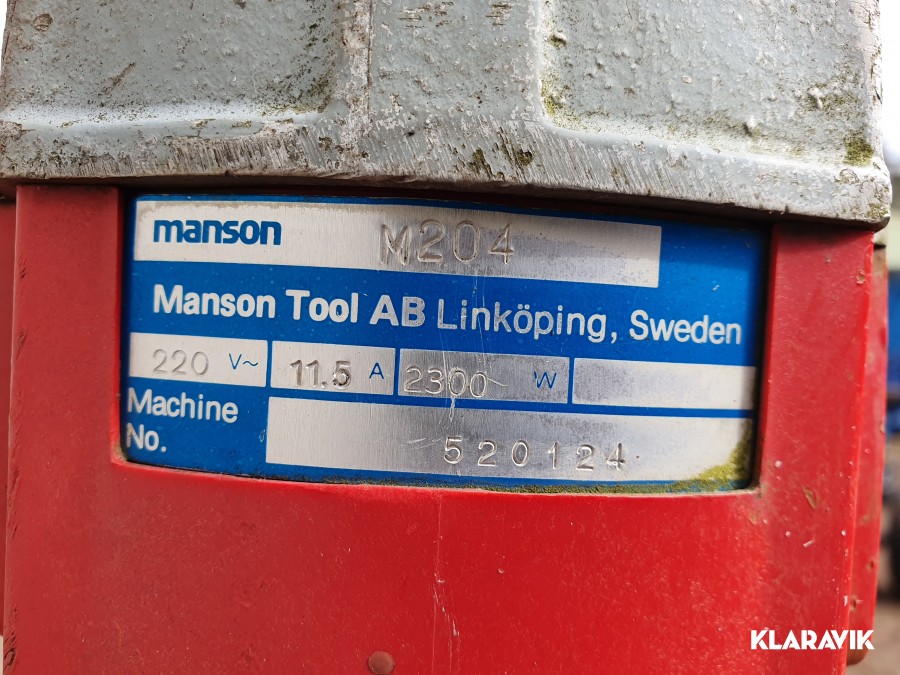 manson M204
Manson Tool AB Linköping, Sweden
220 V~ 11.5 A 2300 W
Machine
No. 520124
KLARAVIK